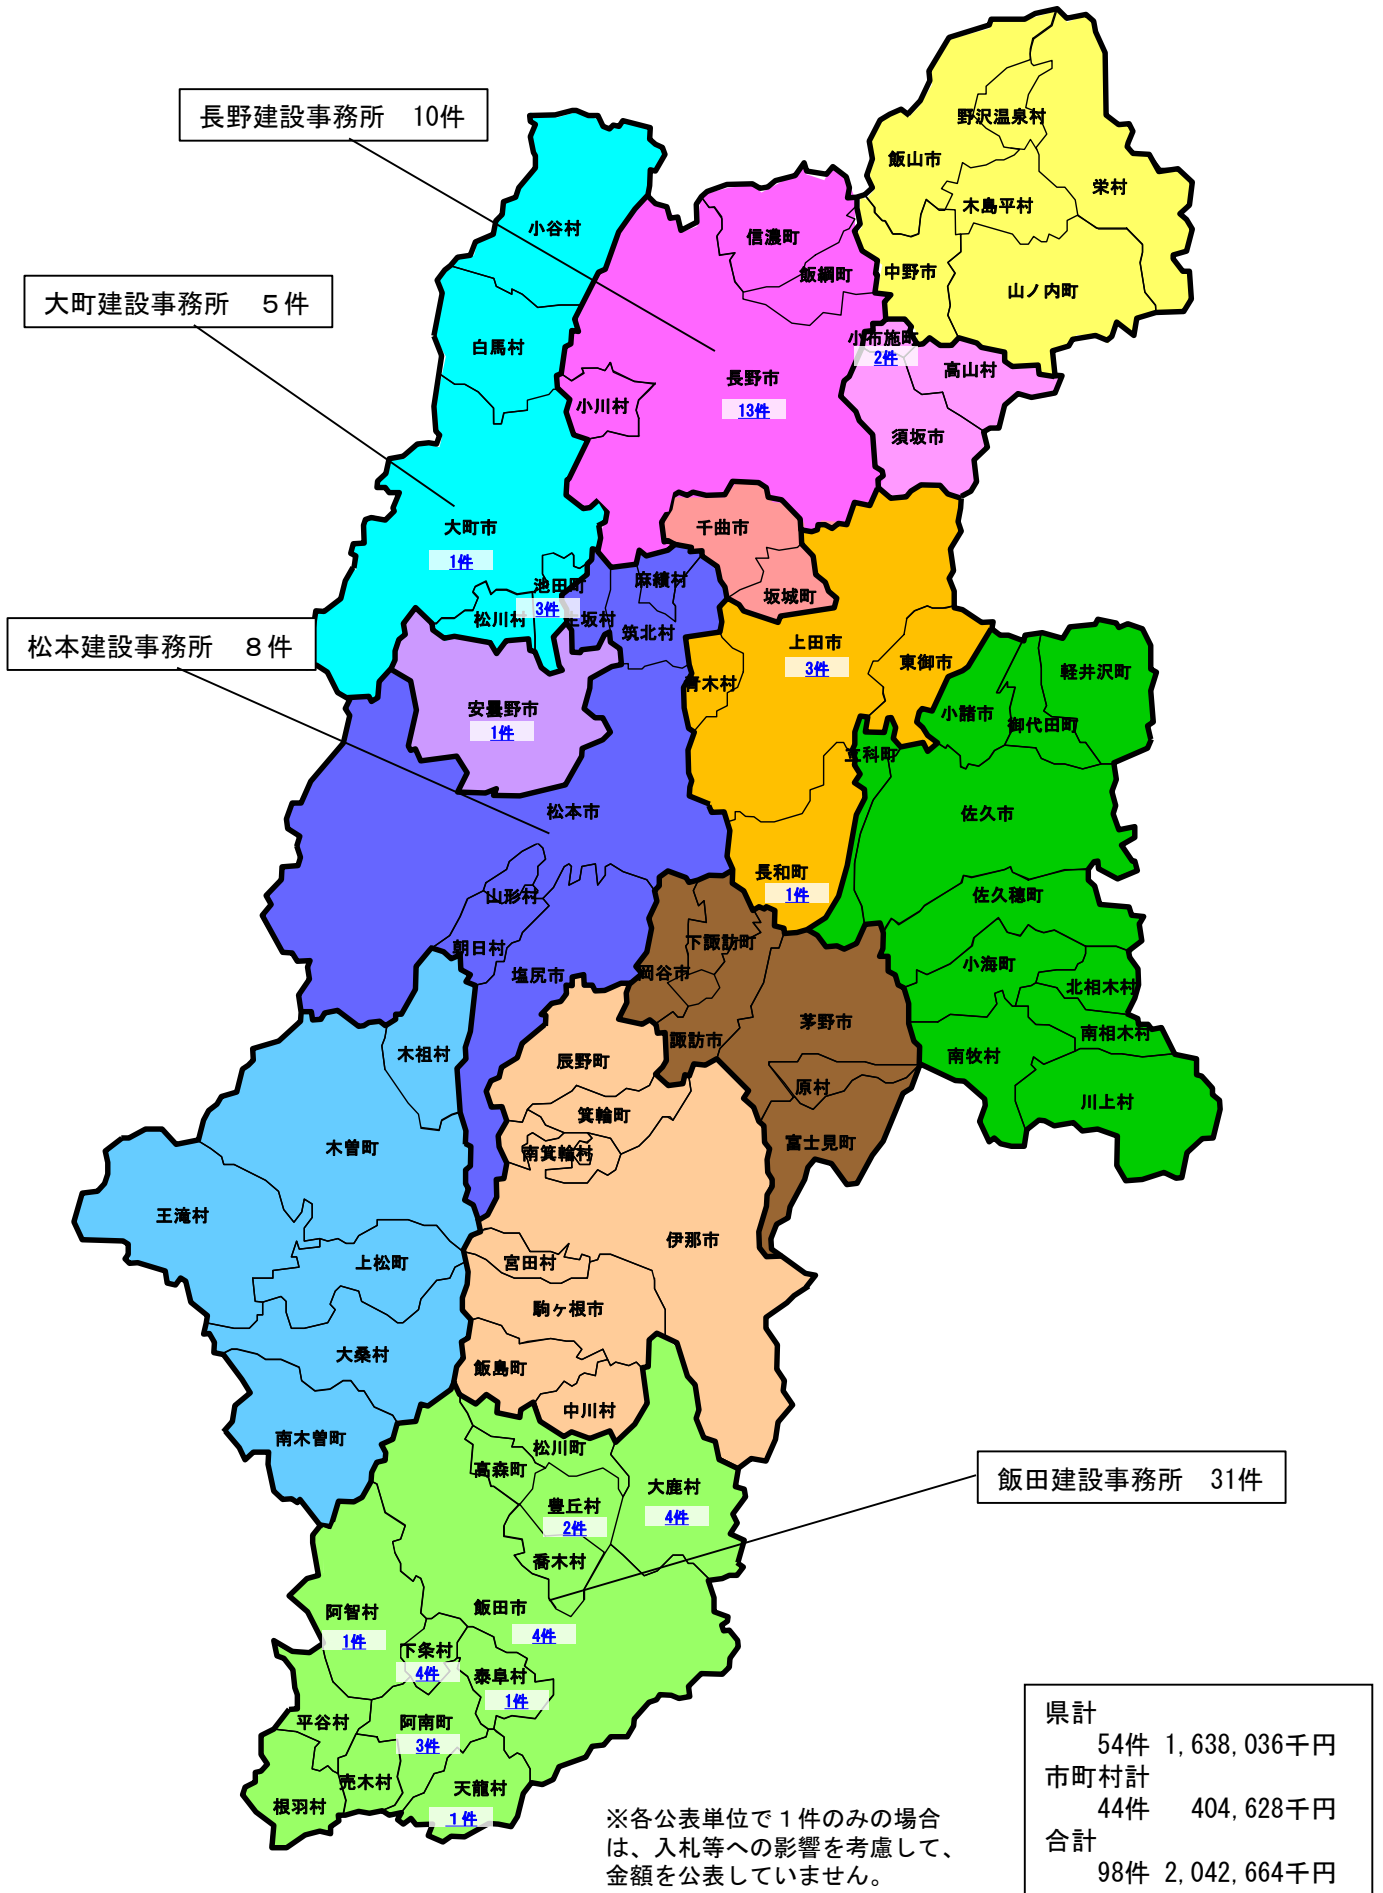 長野建設事務所　10件
野沢温泉村
飯山市
栄村
木島平村
小谷村
信濃町
飯綱町
中野市
山ノ内町
大町建設事務所　５件
白馬村
小布施町
2件
高山村
長野市
13件
小川村
須坂市
大町市
1件
千曲市
麻績村
池田町
3件
坂城町
松川村
生坂村
筑北村
松本建設事務所　８件
上田市
3件
東御市
軽井沢町
青木村
安曇野市
1件
小諸市
御代田町
立科町
松本市
佐久市
長和町
1件
山形村
佐久穂町
朝日村
下諏訪町
塩尻市
岡谷市
小海町
北相木村
茅野市
南相木村
諏訪市
木祖村
辰野町
南牧村
原村
川上村
箕輪町
富士見町
木曽町
南箕輪村
王滝村
伊那市
上松町
宮田村
駒ヶ根市
大桑村
飯島町
中川村
南木曽町
松川町
高森町
大鹿村
4件
飯田建設事務所　31件
豊丘村
2件
喬木村
飯田市
4件
阿智村
1件
下条村
4件
泰阜村
1件
平谷村
阿南町
3件
売木村
天龍村
１件
根羽村
県計
54件 1,638,036千円
市町村計
44件 404,628千円
合計
98件 2,042,664千円
※各公表単位で１件のみの場合
は、入札等への影響を考慮して、
金額を公表していません。